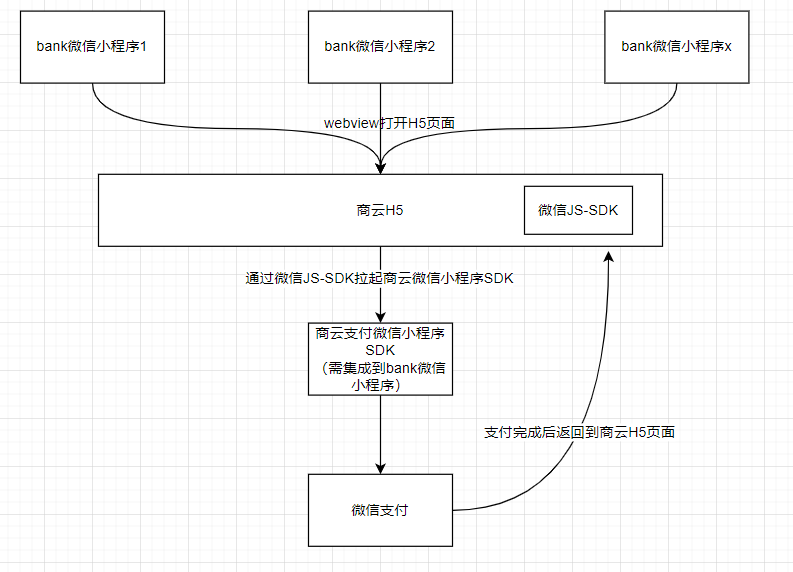 bank微信小程序1
bank微信小程序2
bank微信小程序x
webview打开H5页面
商云H5
微信JS-SDK
通过微信JS-SDK拉起商云微信小程序SDK
商云支付微信小程序
SDK
（需集成到bank微信
小程序）
支付完成后返回到商云H5页面
微信支付